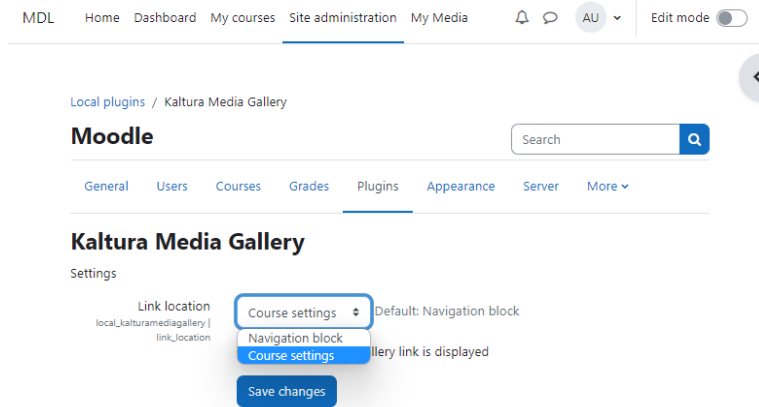 MDL Home Dashboard My courses Site administration My Media AU Edit mode
Local plugins / Kaltura Media Gallery
Moodle
Search
General Users Courses Grades Plugins Appearance Server More
Kaltura Media Gallery
Settings
Link location
local_kalturamediagallery |
link_location
Course settings Default: Navigation block
Navigation block
Course settings
llery link is displayed
Save changes